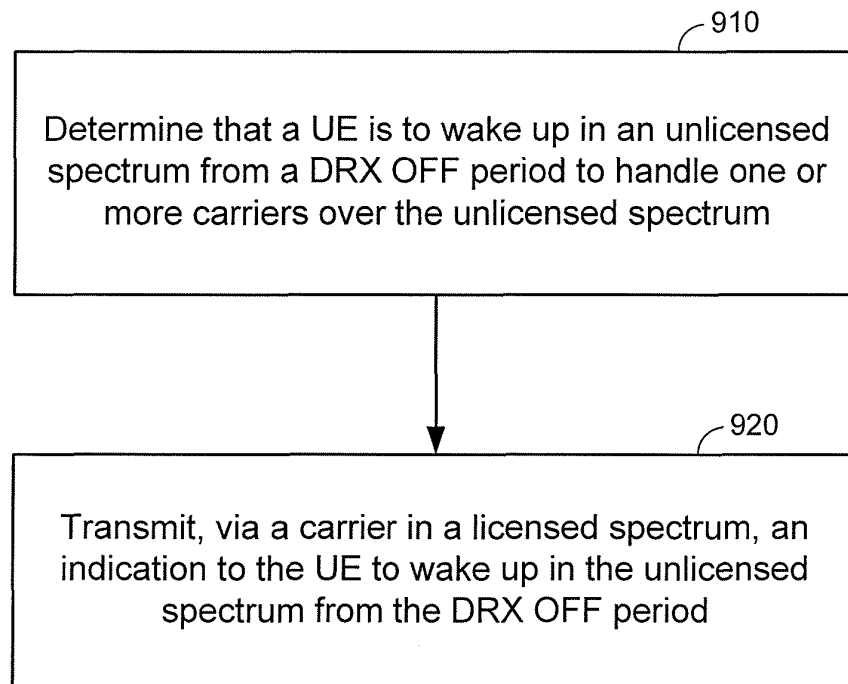 910
Determine that a UE is to wake up in an unlicensed
spectrum from a DRX OFF period to handle one or
more carriers over the unlicensed spectrum
920
Transmit, via a carrier in a licensed spectrum, an
indication to the UE to wake up in the unlicensed
spectrum from the DRX OFF period